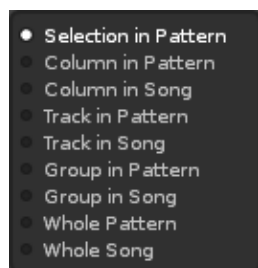 Selection in Pattern
Column in Pattern
Column in Song
Track in Pattern
Track in Song
Group in Pattern
Group in Song
Whole Pattern
Whole Song